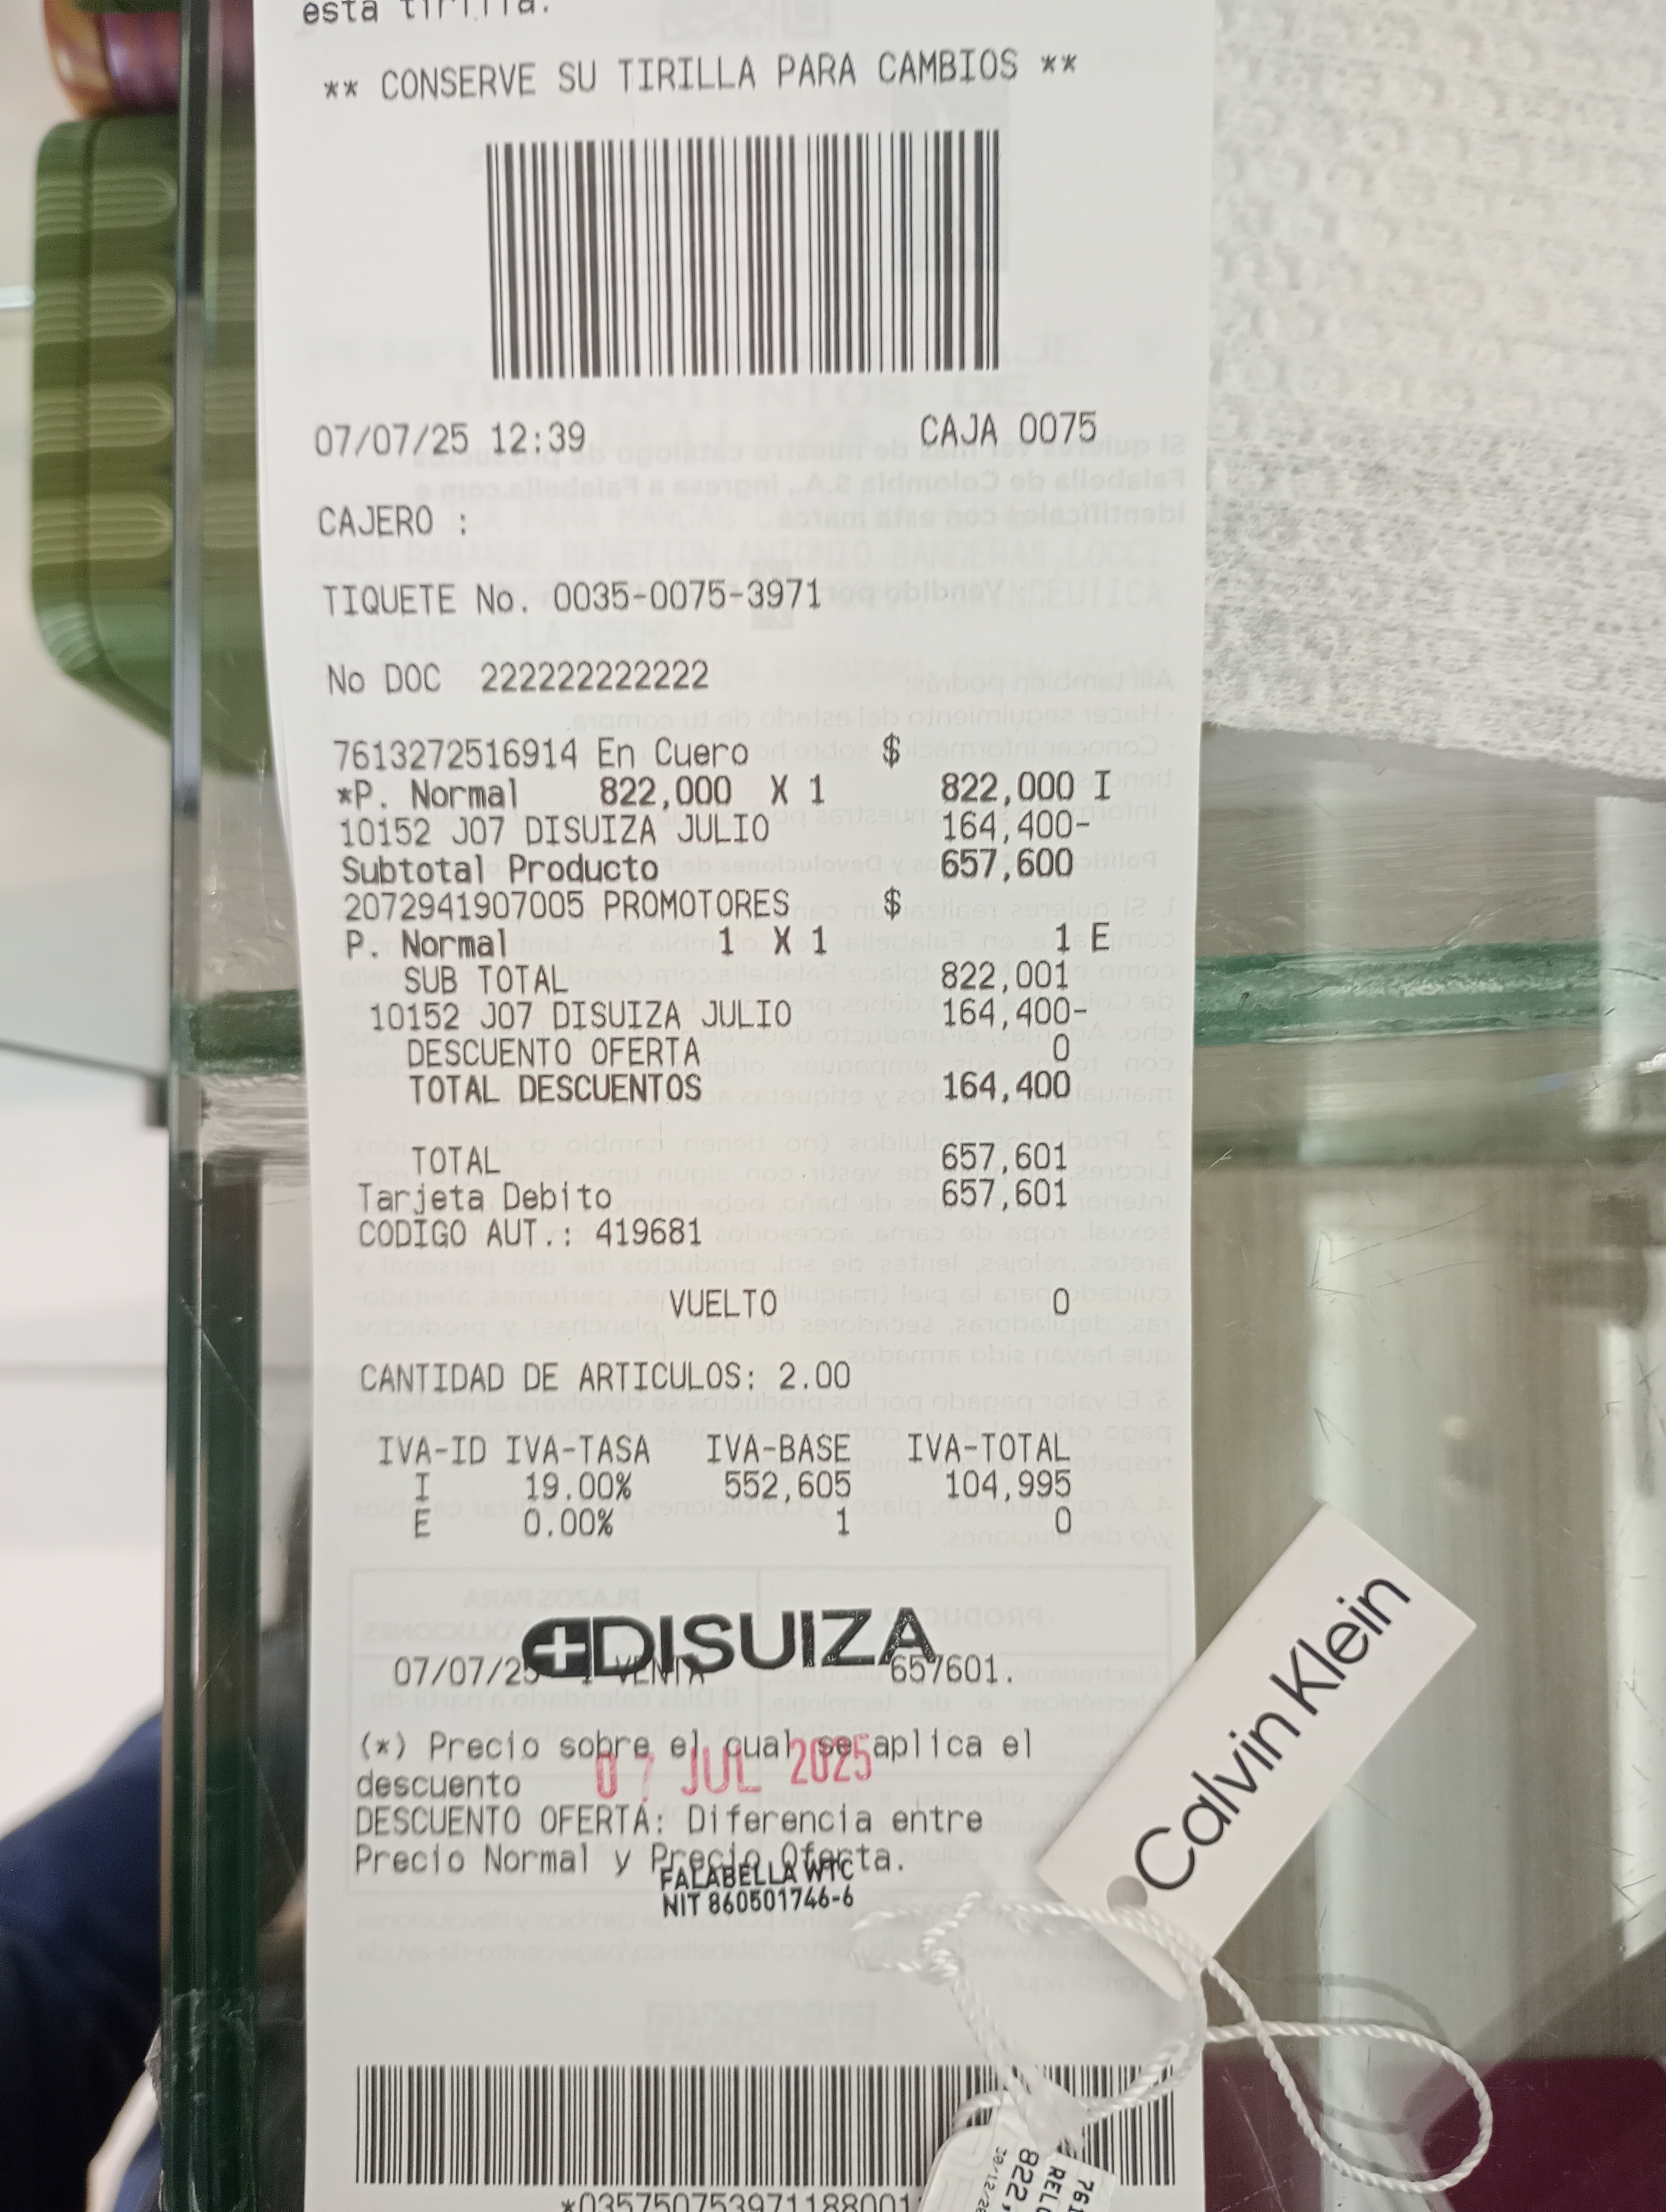 esta tirilla.
** CONSERVE SU TIRILLA PARA CAMBIOS **
07/07/25 12:39 CAJA 0075
CAJERO :
TIQUETE No. 0035-0075-3971
No DOC 222222222222
7613272516914 En Cuero $
*P. Normal 822,000 X 1 822,000 I
10152 J07 DISUIZA JULIO 164,400-
Subtotal Producto 657,600
2072941907005 PROMOTORES $
P. Normal 1 X 1 1 E
SUB TOTAL 822,001
10152 J07 DISUIZA JULIO 164,400-
DESCUENTO OFERTA 0
TOTAL DESCUENTOS 164,400
TOTAL 657,601
Tarjeta Debito 657,601
CODIGO AUT.: 419681
VUELTO 0
CANTIDAD DE ARTICULOS: 2.00
IVA-ID IVA-TASA IVA-BASE IVA-TOTAL
I 19.00% 552,605 104,995
E 0.00% 1 0
DISUIZA
07/07/25 1 VENTA 657601.
(*) Precio sobre el cual se aplica el
descuento
07 JUL 2025
DESCUENTO OFERTA: Diferencia entre
Precio Normal y Precio Oferta.
FALABELLA WTC
NIT 860501746-6
Calvin Klein
822,